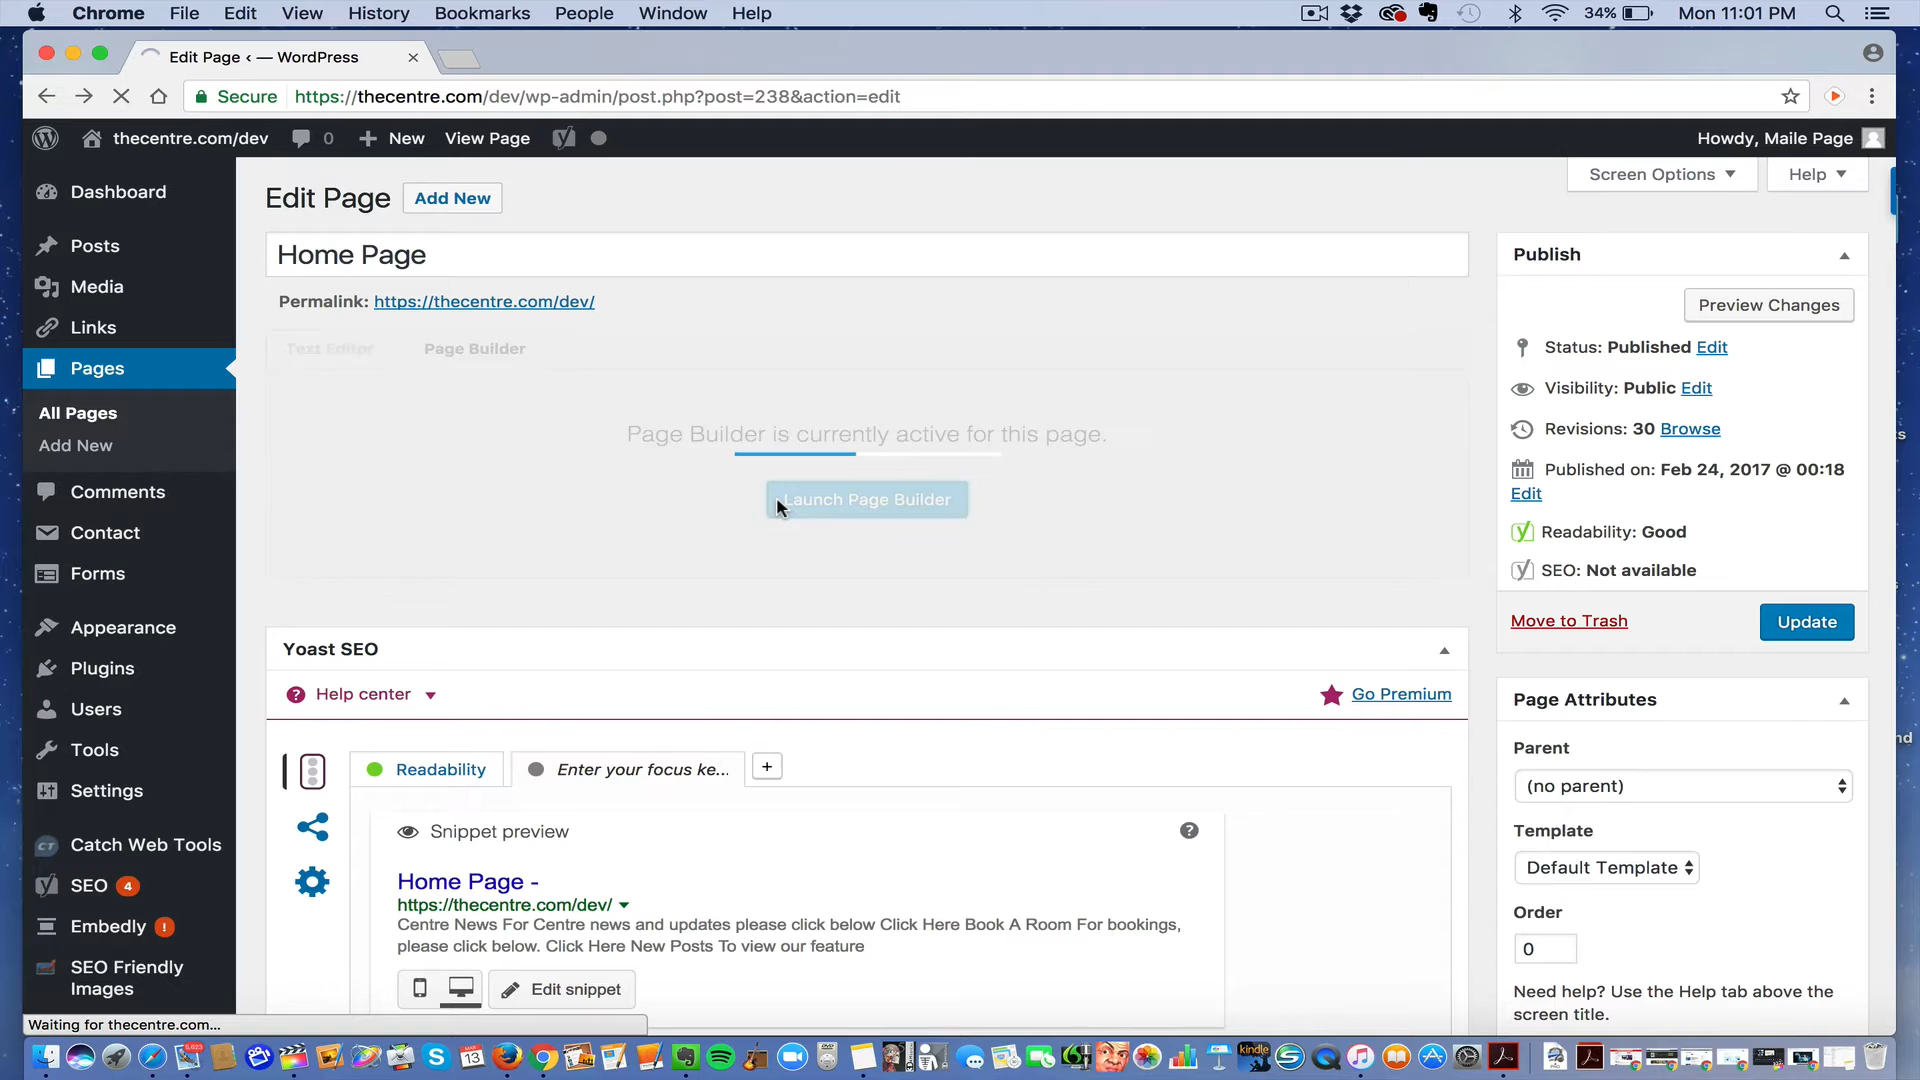 Chrome File Edit View History Bookmarks People Window Help 34% Mon 11:01 PM
Edit Page ‹ — WordPress
Secure https://thecentre.com/dev/wp-admin/post.php?post=238&action=edit
thecentre.com/dev 0 New View Page Howdy, Maile Page
Screen Options Help
Edit Page Add New
Home Page
Permalink: https://thecentre.com/dev/
Text Editor Page Builder
Page Builder is currently active for this page.
Launch Page Builder
Dashboard
Posts
Media
Links
Pages
All Pages
Add New
Comments
Contact
Forms
Appearance
Plugins
Users
Tools
Settings
Catch Web Tools
SEO 4
Embedly !
SEO Friendly
Images
Publish
Preview Changes
Status: Published Edit
Visibility: Public Edit
Revisions: 30 Browse
Published on: Feb 24, 2017 @ 00:18
Edit
Readability: Good
SEO: Not available
Move to Trash Update
Yoast SEO
Help center Go Premium
Readability Enter your focus ke... +
Snippet preview
Home Page -
https://thecentre.com/dev/
Centre News For Centre news and updates please click below Click Here Book A Room For bookings,
please click below. Click Here New Posts To view our feature
Edit snippet
Page Attributes
Parent
(no parent)
Template
Default Template
Order
0
Need help? Use the Help tab above the
screen title.
Waiting for thecentre.com...